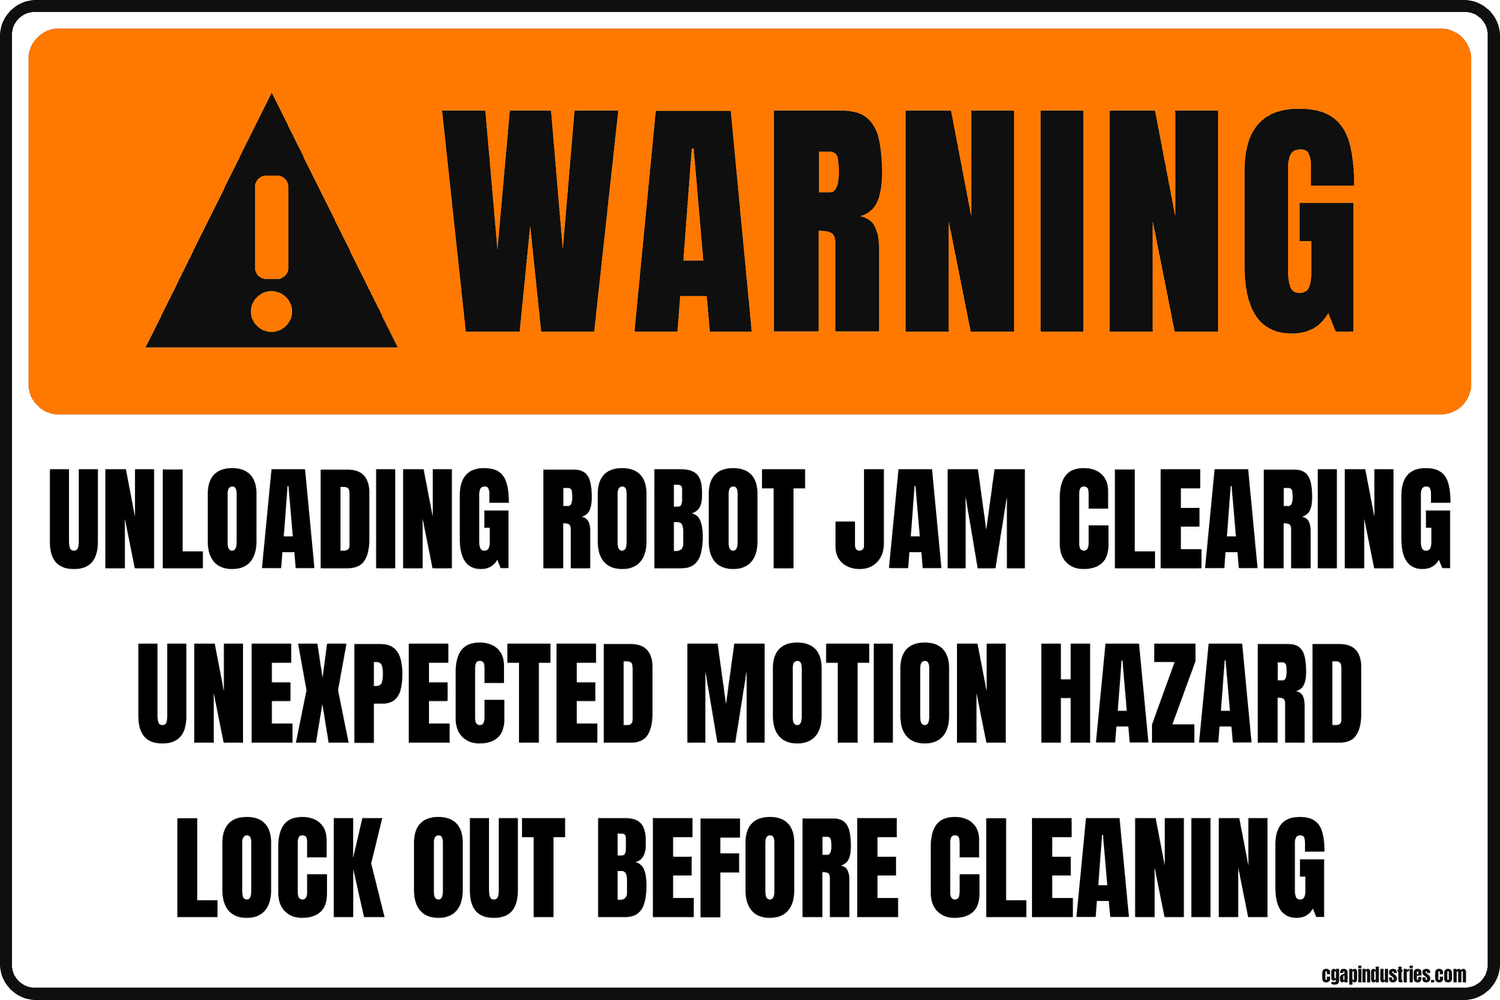 WARNING
UNLOADING ROBOT JAM CLEARING
UNEXPECTED MOTION HAZARD
LOCK OUT BEFORE CLEANING
cgapindustries.com